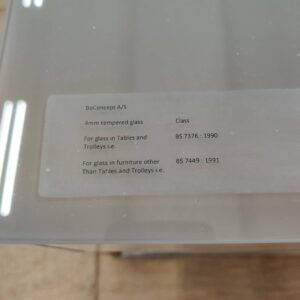 BoConcept A/S
4mm tempered glass Class
For glass in Tables and BS 7376 : 1990
Trolleys i.e.
For glass in furniture other BS 7449 : 1991
Than Tables and Trolleys i.e.